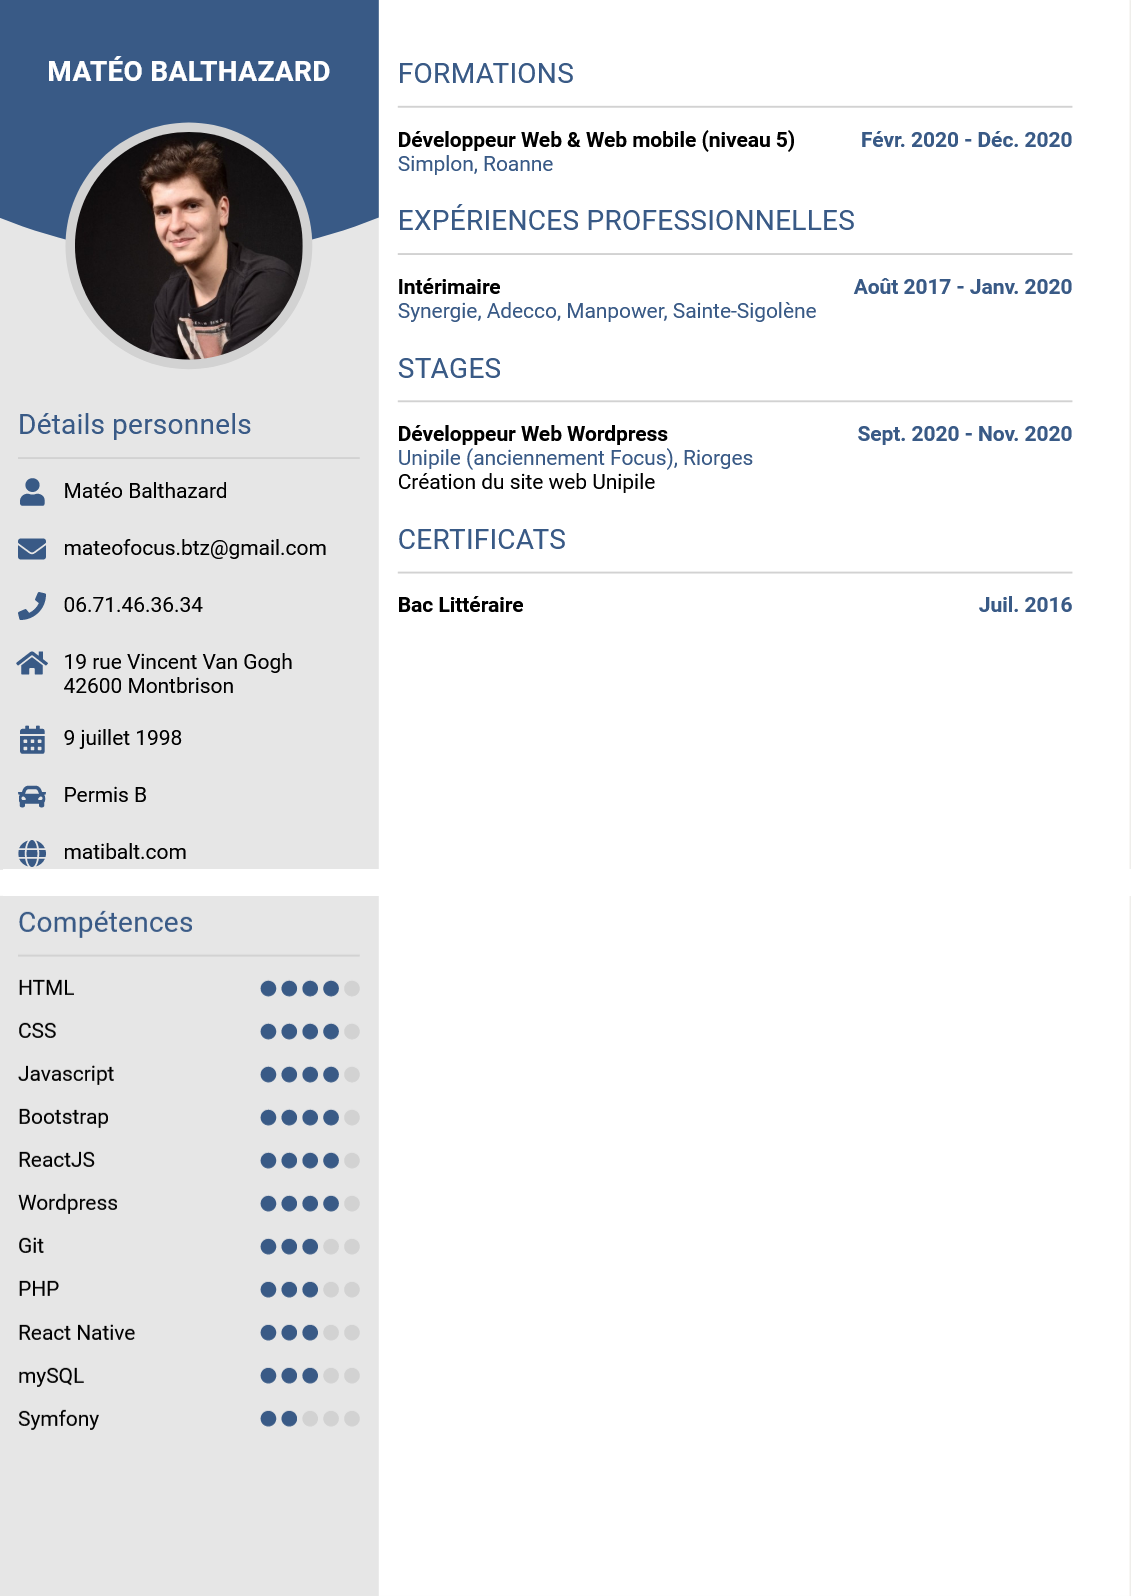 MATÉO BALTHAZARD
Détails personnels
Matéo Balthazard
mateofocus.btz@gmail.com
06.71.46.36.34
19 rue Vincent Van Gogh
42600 Montbrison
9 juillet 1998
Permis B
matibalt.com
Compétences
HTML
CSS
Javascript
Bootstrap
ReactJS
Wordpress
Git
PHP
React Native
mySQL
Symfony
FORMATIONS
Développeur Web & Web mobile (niveau 5) Févr. 2020 - Déc. 2020
Simplon, Roanne
EXPÉRIENCES PROFESSIONNELLES
Intérimaire Août 2017 - Janv. 2020
Synergie, Adecco, Manpower, Sainte-Sigolène
STAGES
Développeur Web Wordpress Sept. 2020 - Nov. 2020
Unipile (anciennement Focus), Riorges
Création du site web Unipile
CERTIFICATS
Bac Littéraire Juil. 2016